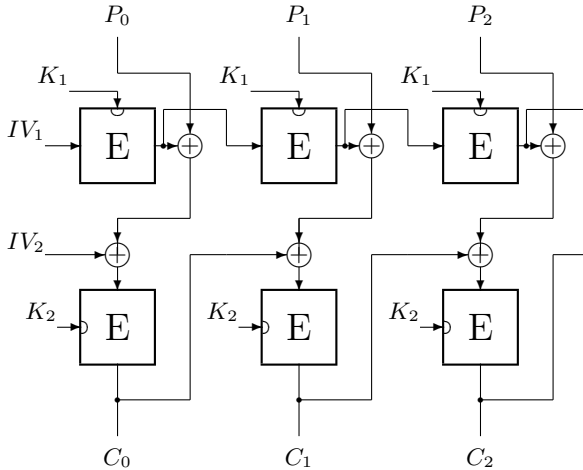 P₀ P₁ P₂
K₁ K₁ K₁
IV₁ E E E
IV₂
K₂ E K₂ E K₂ E
C₀ C₁ C₂